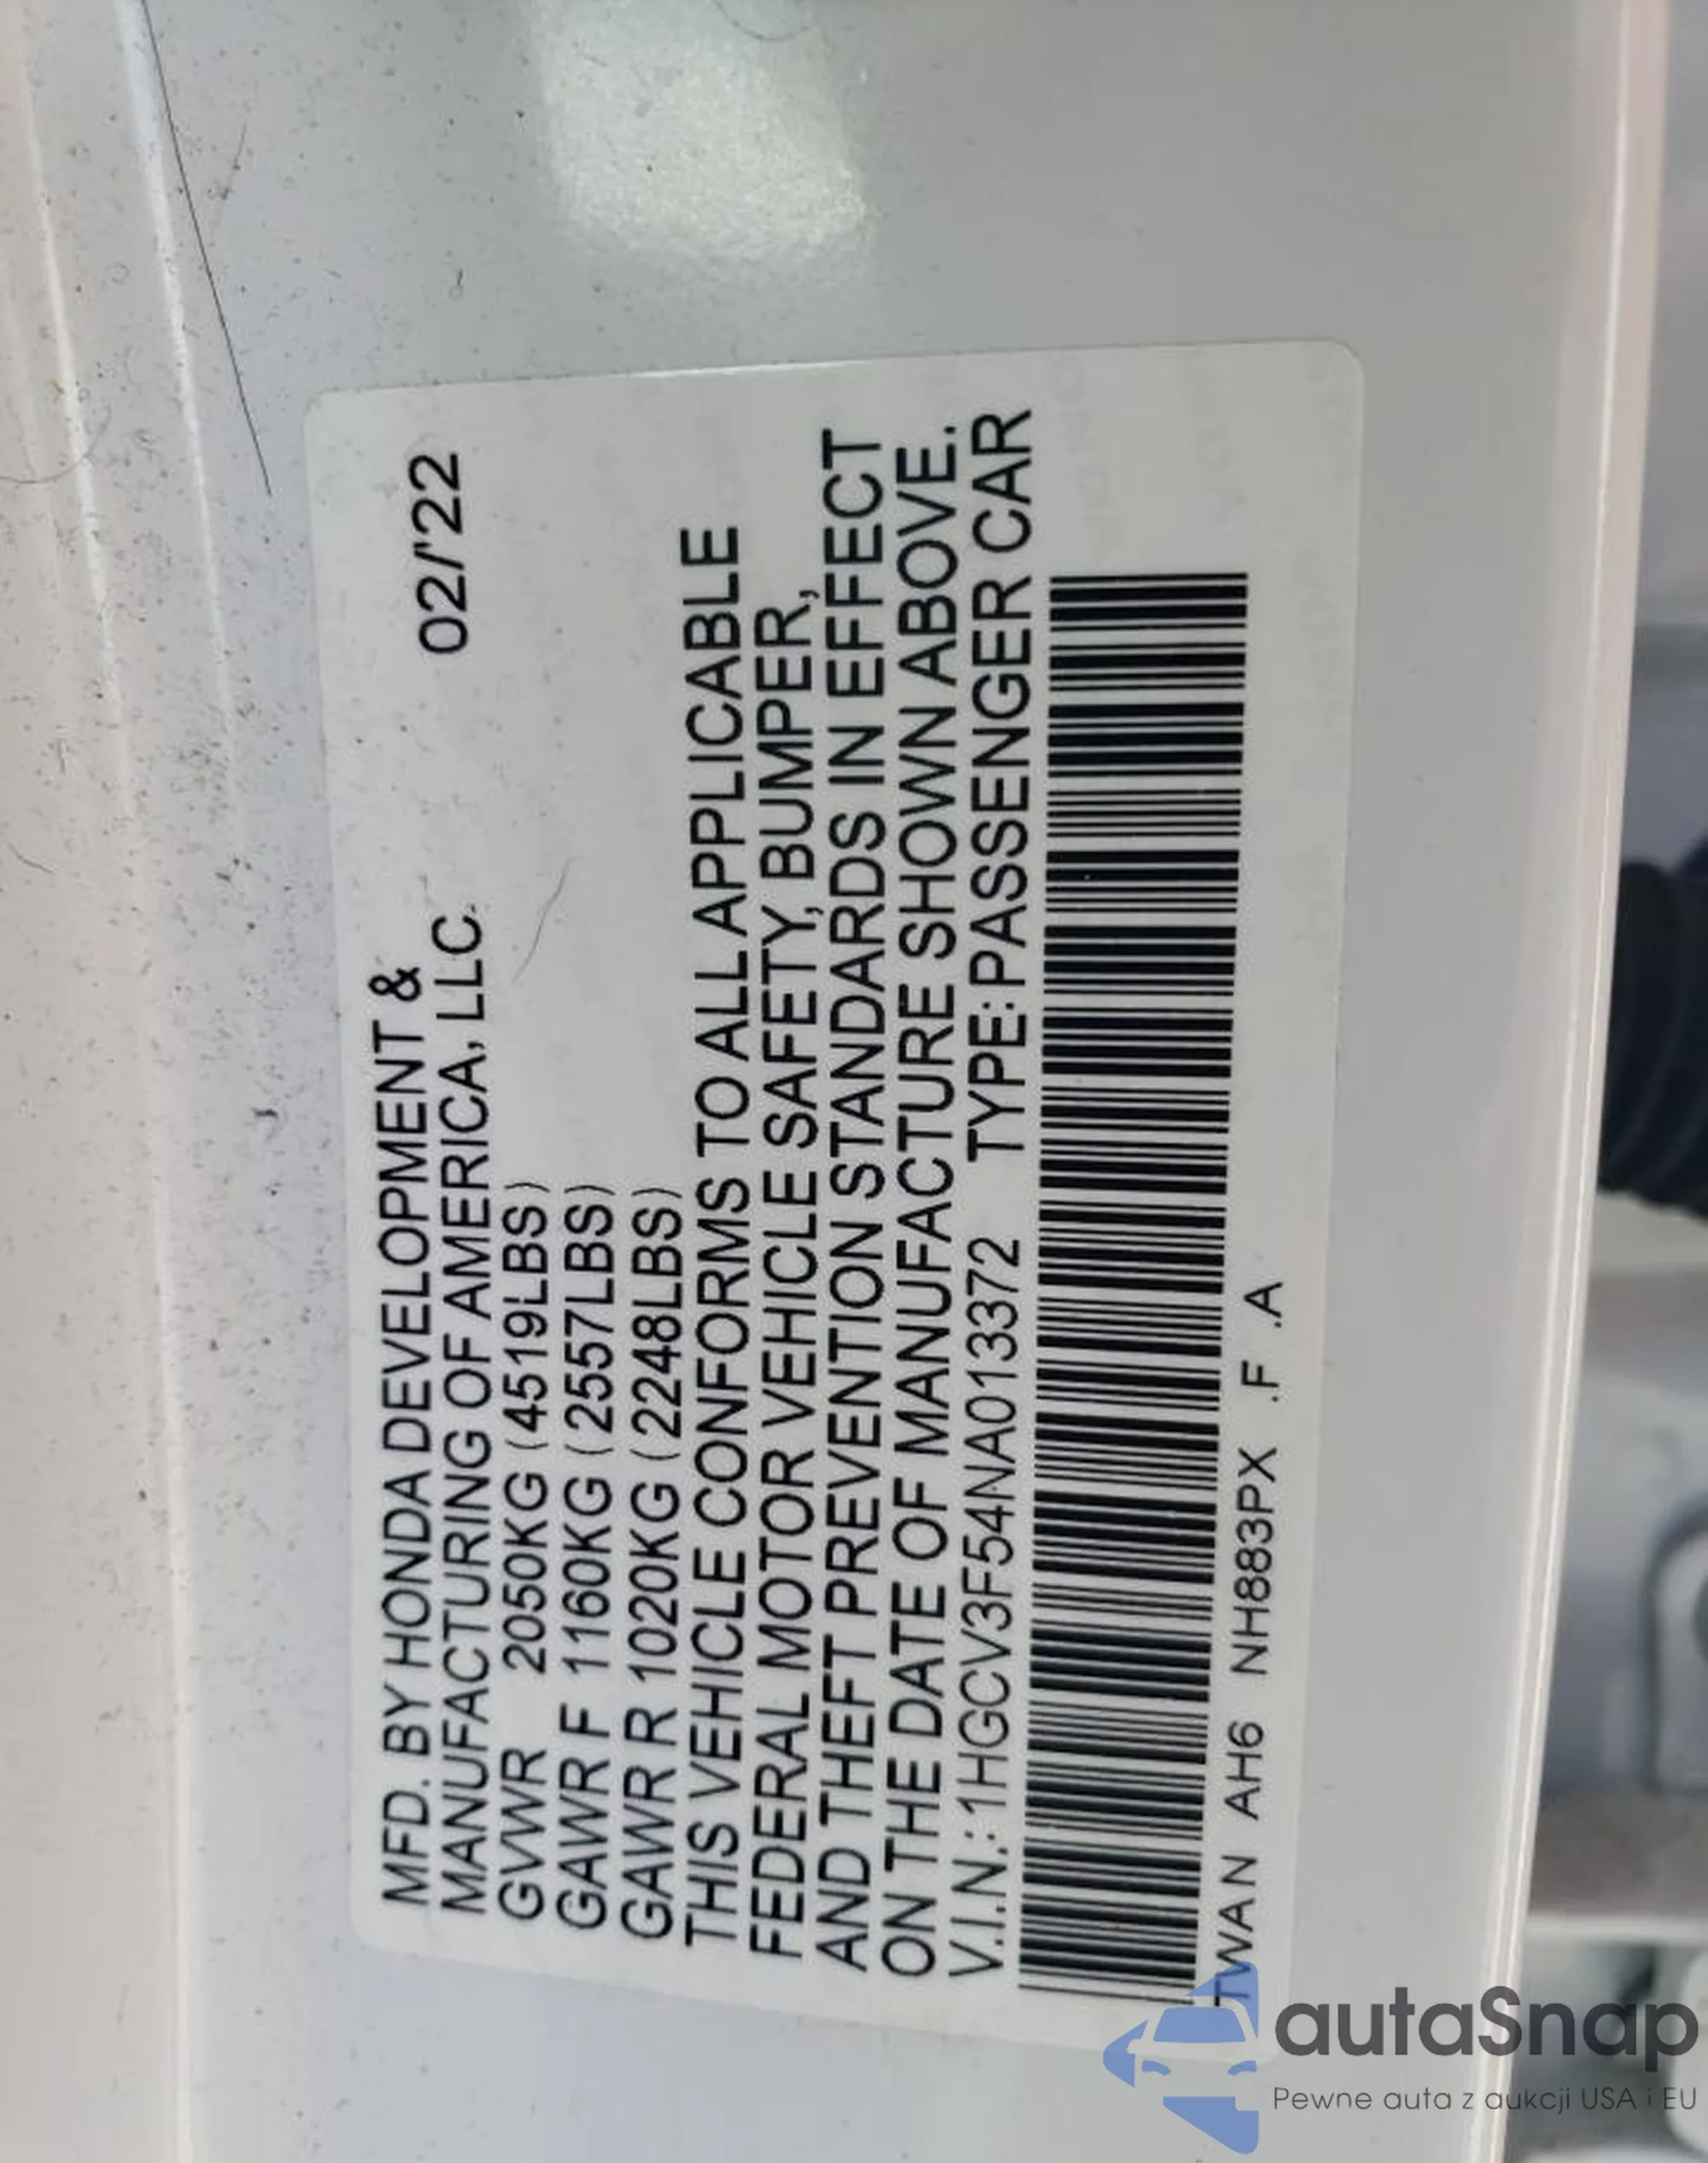 MFD. BY HONDA DEVELOPMENT &
MANUFACTURING OF AMERICA, LLC. 02/'22
GVWR 2050KG (4519LBS)
GAWR F 1160KG (2557LBS)
GAWR R 1020KG (2248LBS)
THIS VEHICLE CONFORMS TO ALL APPLICABLE
FEDERAL MOTOR VEHICLE SAFETY, BUMPER,
AND THEFT PREVENTION STANDARDS IN EFFECT
ON THE DATE OF MANUFACTURE SHOWN ABOVE.
V.I.N.: 1HGCV3F54NA013372 TYPE: PASSENGER CAR
TWAN AH6 NH883PX .F .A
autaSnap
Pewne auta z aukcji USA i EU